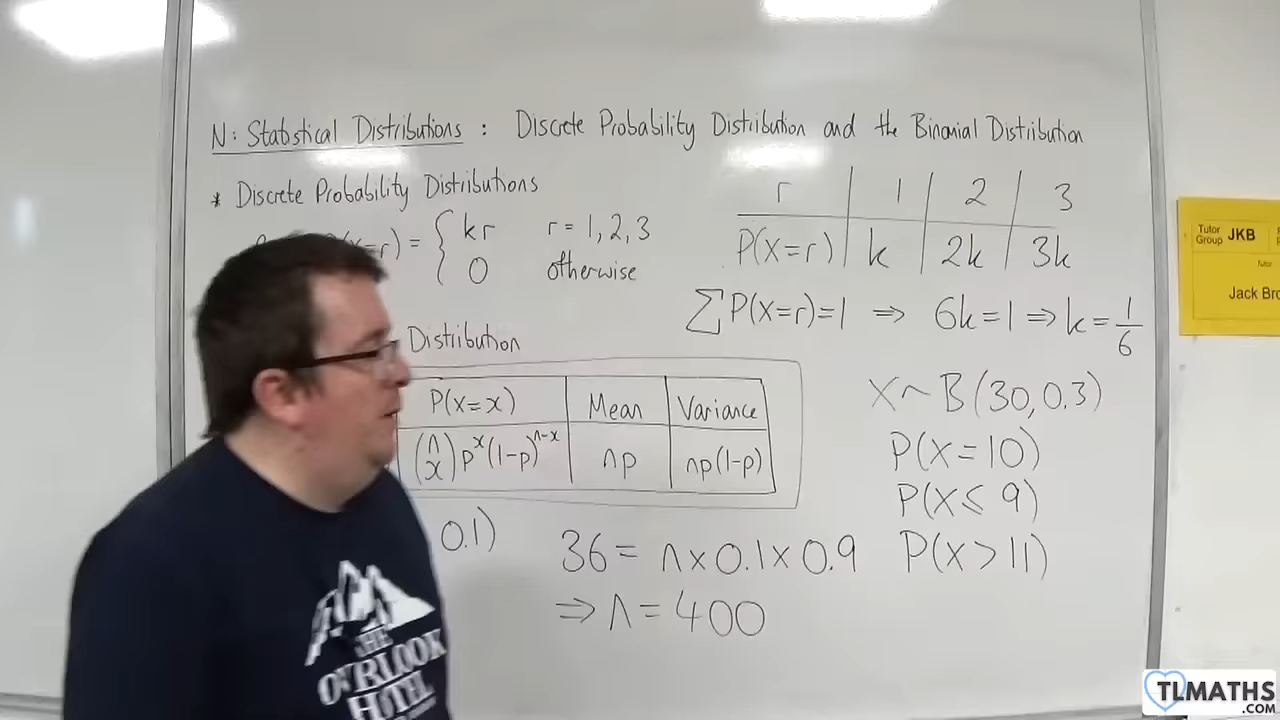 N: Statistical Distributions : Discrete Probability Distribution and the Binomial Distribution
* Discrete Probability Distributions
(x=r) = { kr r = 1, 2, 3
0 otherwise
r 1 2 3
P(X=r) k 2k 3k
∑P(X=r)=1 ⇒ 6k=1 ⇒ k=1/6
Distribution
P(X=x) Mean Variance
(n x) p^x (1-p)^n-x np np(1-p)
0.1)
36 = n×0.1×0.9
⇒ n = 400
X~B(30,0.3)
P(X=10)
P(X≤9)
P(X>11)
THE
OVERLOOK
HOTEL
Tutor
Group JKB
Tutor
Jack Bro
TLMATHS
.COM